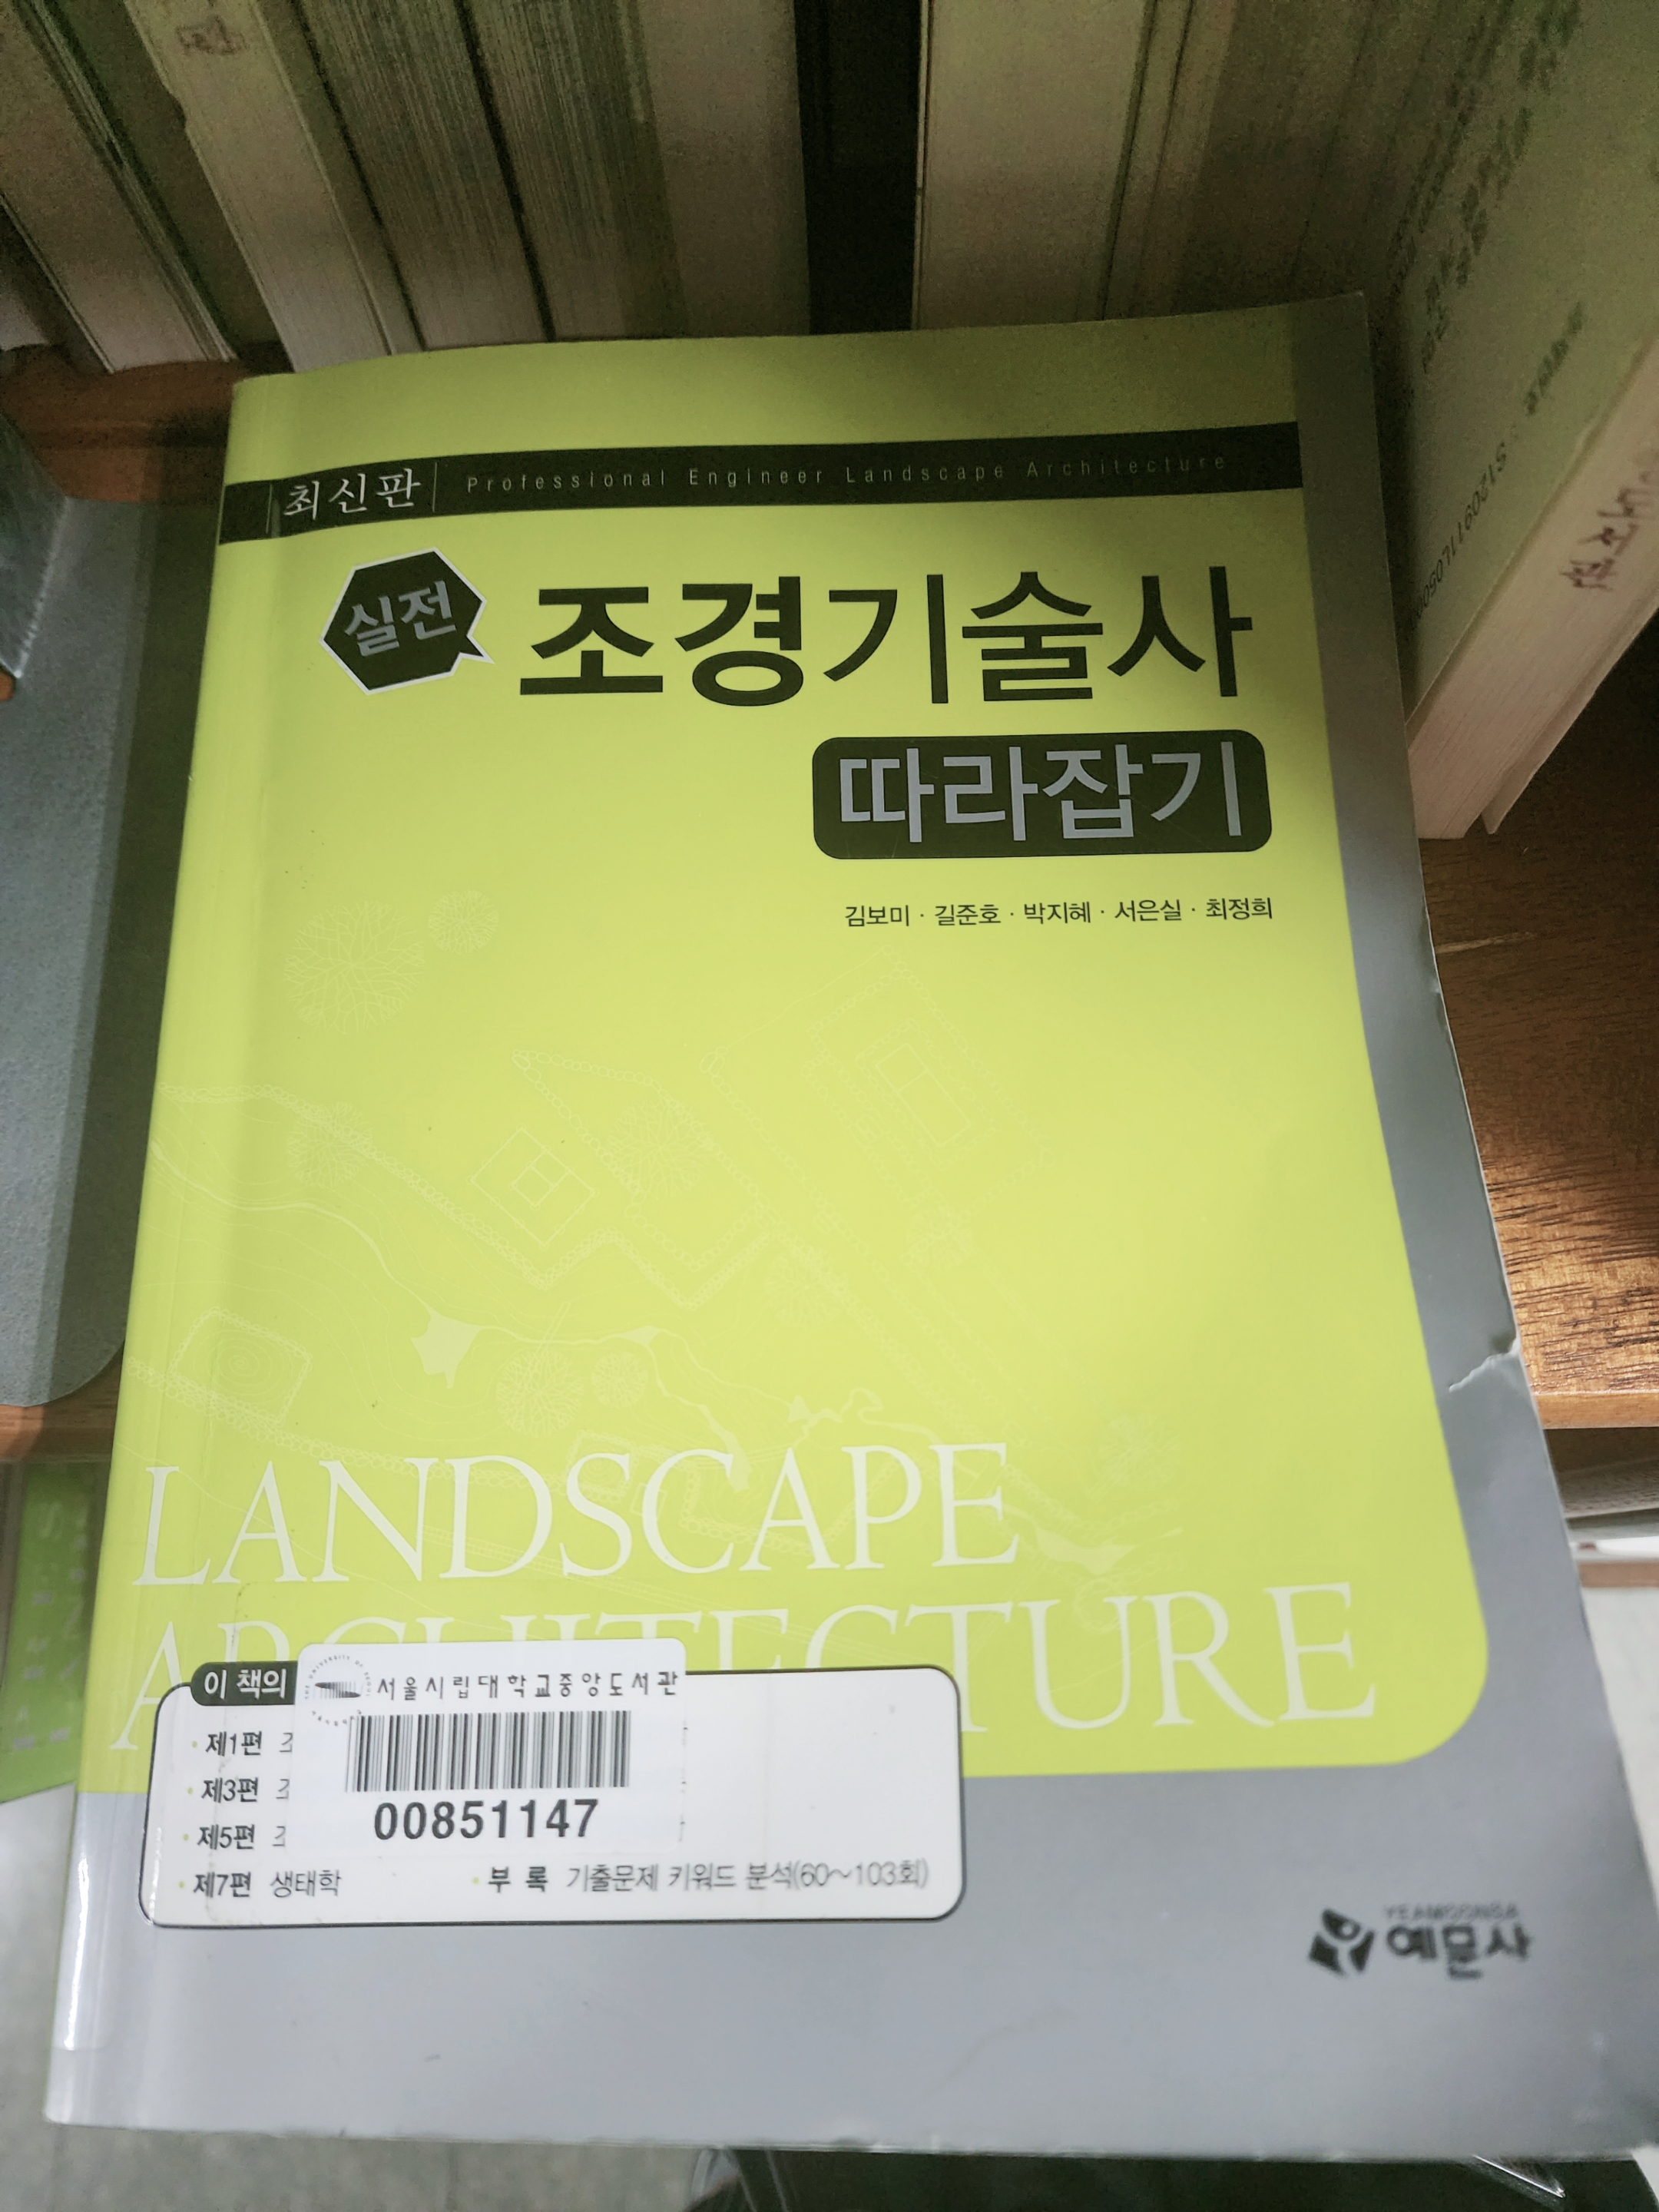 최신판 Professional Engineer Landscape Architecture
실전 조경기술사
따라잡기
김보미 · 길준호 · 박지혜 · 서은실 · 최정희
LANDSCAPE
ARCHITECTURE
이 책의
서울시립대학교중앙도서관
제1편
제3편
00851147
제5편
제7편 생태학
부 록 기출문제 키워드 분석(60~103회)
YEAMOONSA
예문사